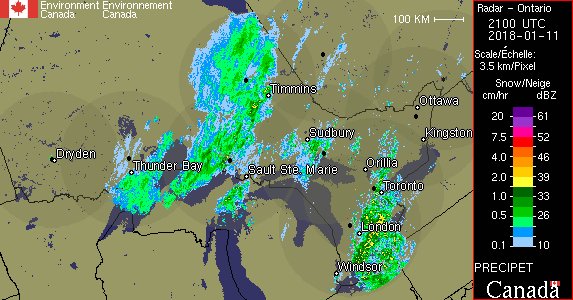 Environment Environnement
Canada Canada
100 KM
Timmins
Ottawa
Sudbury
Kingston
Dryden
Thunder Bay
Sault Ste. Marie
Orillia
Toronto
London
Windsor
Radar - Ontario
2100 UTC
2018-01-11
Scale/Échelle:
3.5 km/Pixel
Snow/Neige
cm/hr dBZ
20 61
7.5 57
5.5 52
4.0 46
2.0 39
1.0 33
0.5 26
0.1 10
PRECIPET
Canada